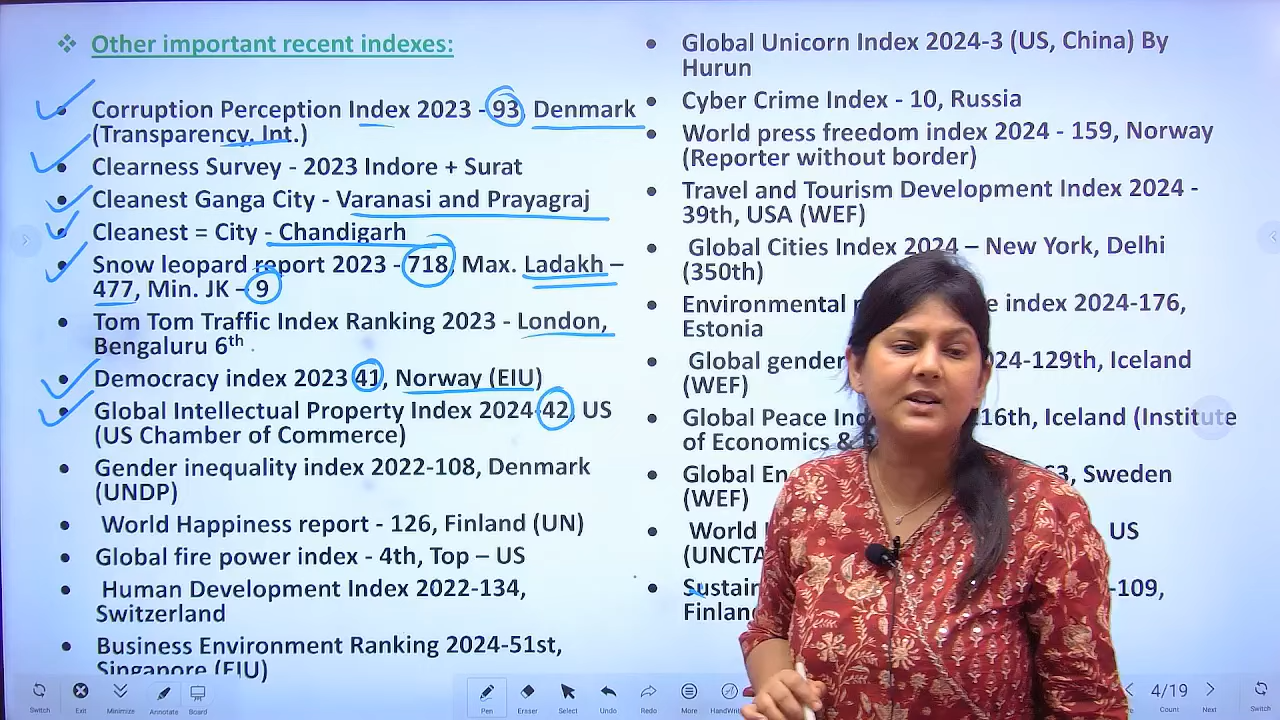 Other important recent indexes:
Corruption Perception Index 2023 - 93, Denmark
(Transparency. Int.)
Clearness Survey - 2023 Indore + Surat
Cleanest Ganga City - Varanasi and Prayagraj
Cleanest = City - Chandigarh
Snow leopard report 2023 - 718, Max. Ladakh –
477, Min. JK – 9
Tom Tom Traffic Index Ranking 2023 - London,
Bengaluru 6th
Democracy index 2023 41, Norway (EIU)
Global Intellectual Property Index 2024-42, US
(US Chamber of Commerce)
Gender inequality index 2022-108, Denmark
(UNDP)
World Happiness report - 126, Finland (UN)
Global fire power index - 4th, Top – US
Human Development Index 2022-134,
Switzerland
Business Environment Ranking 2024-51st,
Singapore (EIU)
Global Unicorn Index 2024-3 (US, China) By
Hurun
Cyber Crime Index - 10, Russia
World press freedom index 2024 - 159, Norway
(Reporter without border)
Travel and Tourism Development Index 2024 -
39th, USA (WEF)
Global Cities Index 2024 – New York, Delhi
(350th)
Environmental index 2024-176,
Estonia
Global gender 129th, Iceland
(WEF)
Global Peace 116th, Iceland (Institute
of Economics &
Global Sweden
(WEF)
World US
-109,
Switch
Exit
Minimize
Annotate
Board
Pen
Eraser
Select
Undo
Redo
More
4/19
Count
Next
Switch